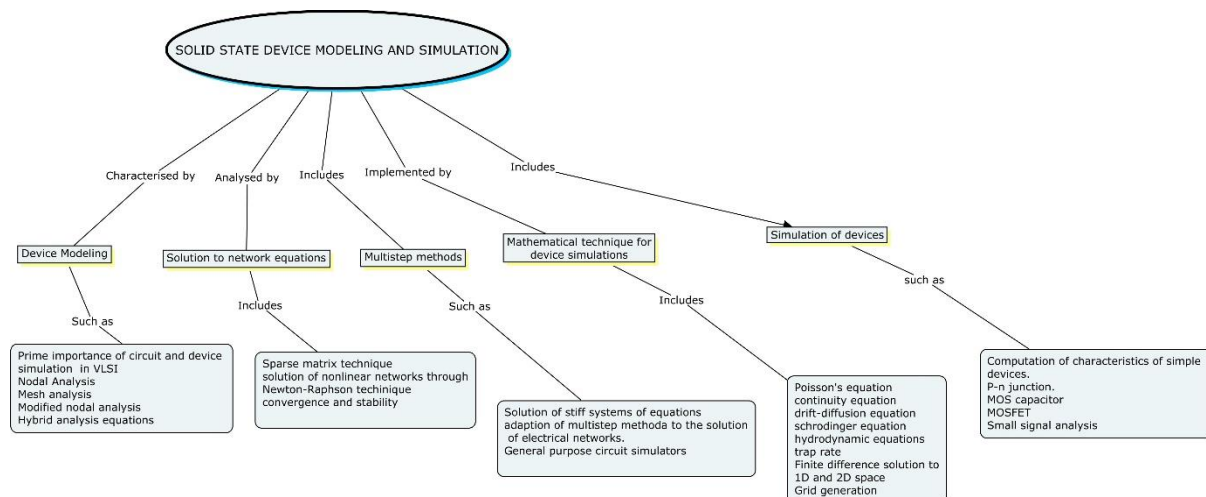 SOLID STATE DEVICE MODELING AND SIMULATION
Characterised by
Analysed by
Includes
Implemented by
Includes
Device Modeling
Solution to network equations
Multistep methods
Mathematical technique for
device simulations
Simulation of devices
Such as
Includes
Such as
Includes
such as
Prime importance of circuit and device
simulation in VLSI
Nodal Analysis
Mesh analysis
Modified nodal analysis
Hybrid analysis equations
Sparse matrix technique
solution of nonlinear networks through
Newton-Raphson techinique
convergence and stability
Solution of stiff systems of equations
adaption of multistep methoda to the solution
of electrical networks.
General purpose circuit simulators
Poisson's equation
continuity equation
drift-diffusion equation
schrodinger equation
hydrodynamic equations
trap rate
Finite difference solution to
1D and 2D space
Grid generation
Computation of characteristics of simple
devices.
P-n junction.
MOS capacitor
MOSFET
Small signal analysis